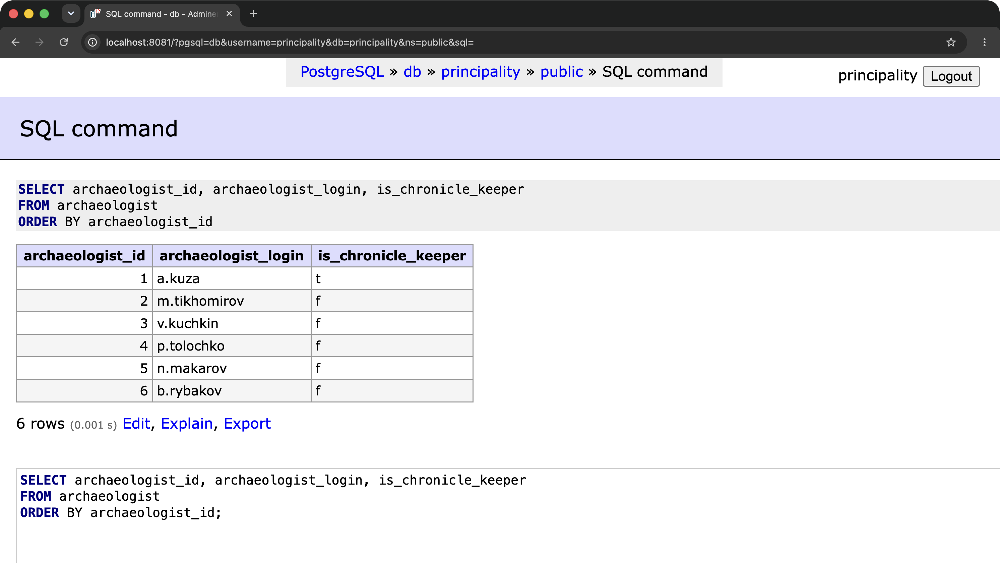 SQL command - db - Admine
localhost:8081/?pgsql=db&username=principality&db=principality&ns=public&sql=
PostgreSQL » db » principality » public » SQL command
principality Logout
SQL command
SELECT archaeologist_id, archaeologist_login, is_chronicle_keeper
FROM archaeologist
ORDER BY archaeologist_id
archaeologist_id archaeologist_login is_chronicle_keeper
1 a.kuza t
2 m.tikhomirov f
3 v.kuchkin f
4 p.tolochko f
5 n.makarov f
6 b.rybakov f
6 rows (0.001 s) Edit, Explain, Export
SELECT archaeologist_id, archaeologist_login, is_chronicle_keeper
FROM archaeologist
ORDER BY archaeologist_id;